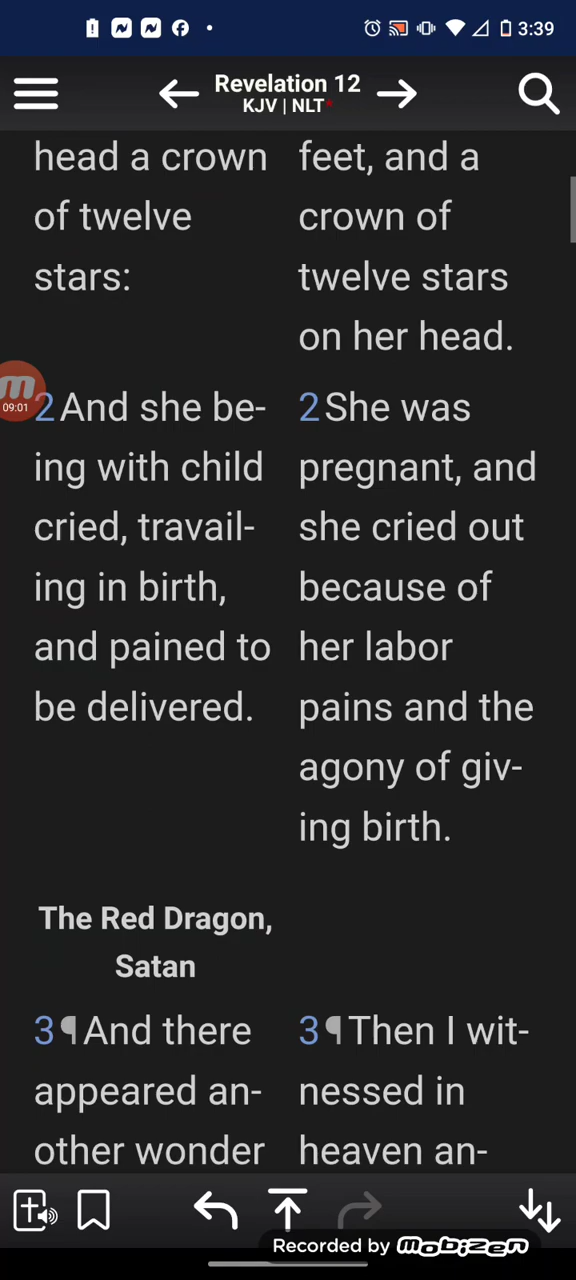 3:39
Revelation 12
KJV | NLT*
head a crown
of twelve
stars:
feet, and a
crown of
twelve stars
on her head.
m
09:01
2 And she be-
ing with child
cried, travail-
ing in birth,
and pained to
be delivered.
2 She was
pregnant, and
she cried out
because of
her labor
pains and the
agony of giv-
ing birth.
The Red Dragon,
Satan
3 ¶ And there
appeared an-
other wonder
3 ¶ Then I wit-
nessed in
heaven an-
Recorded by mobizen